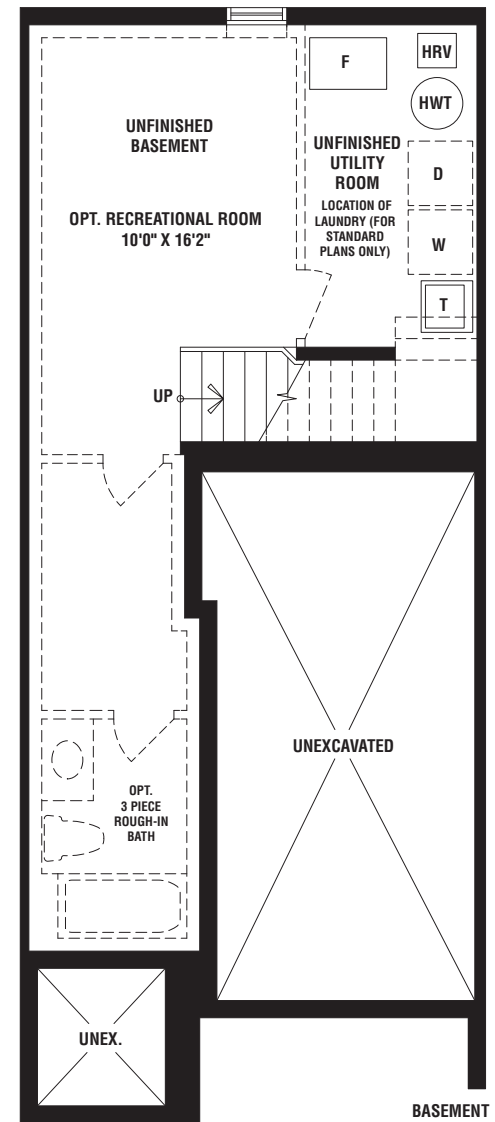 HRV
F
HWT
UNFINISHED
BASEMENT
UNFINISHED
UTILITY
ROOM
LOCATION OF
LAUNDRY (FOR
STANDARD
PLANS ONLY)
D
OPT. RECREATIONAL ROOM
10'0" X 16'2"
W
T
UP
UNEXCAVATED
OPT.
3 PIECE
ROUGH-IN
BATH
UNEX.
BASEMENT